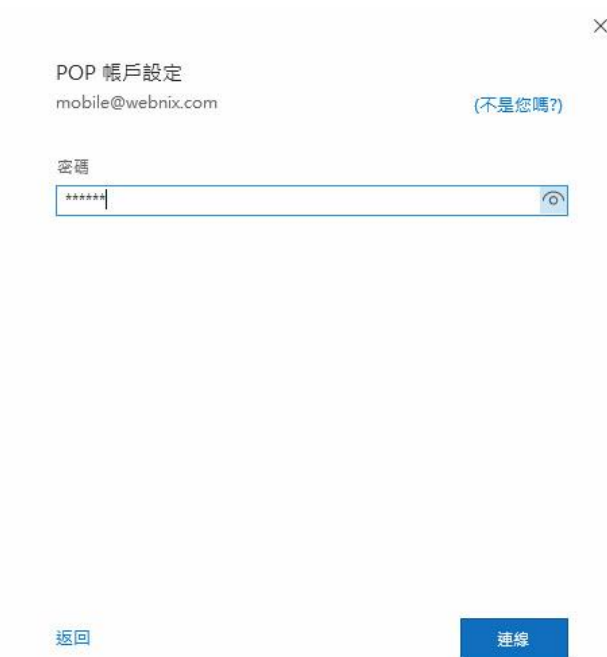 POP 帳戶設定
mobile@webnix.com
(不是您嗎?)
密碼
******
返回
連線